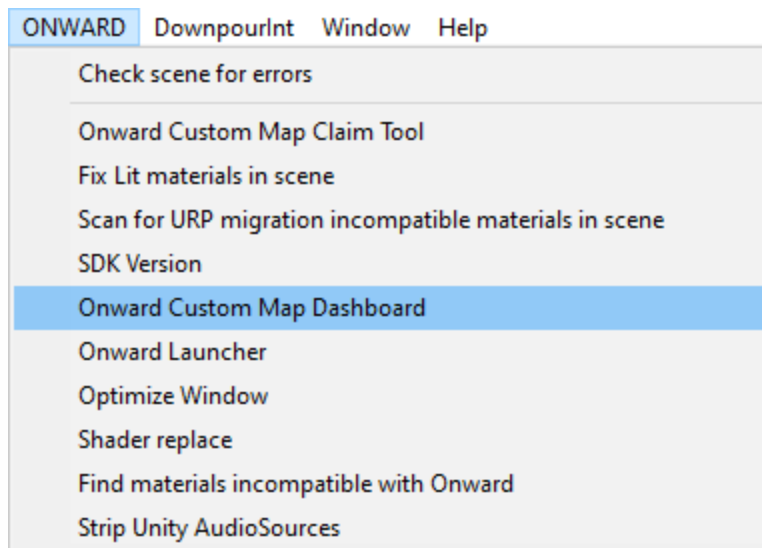 ONWARD DownpourInt Window Help
Check scene for errors
Onward Custom Map Claim Tool
Fix Lit materials in scene
Scan for URP migration incompatible materials in scene
SDK Version
Onward Custom Map Dashboard
Onward Launcher
Optimize Window
Shader replace
Find materials incompatible with Onward
Strip Unity AudioSources